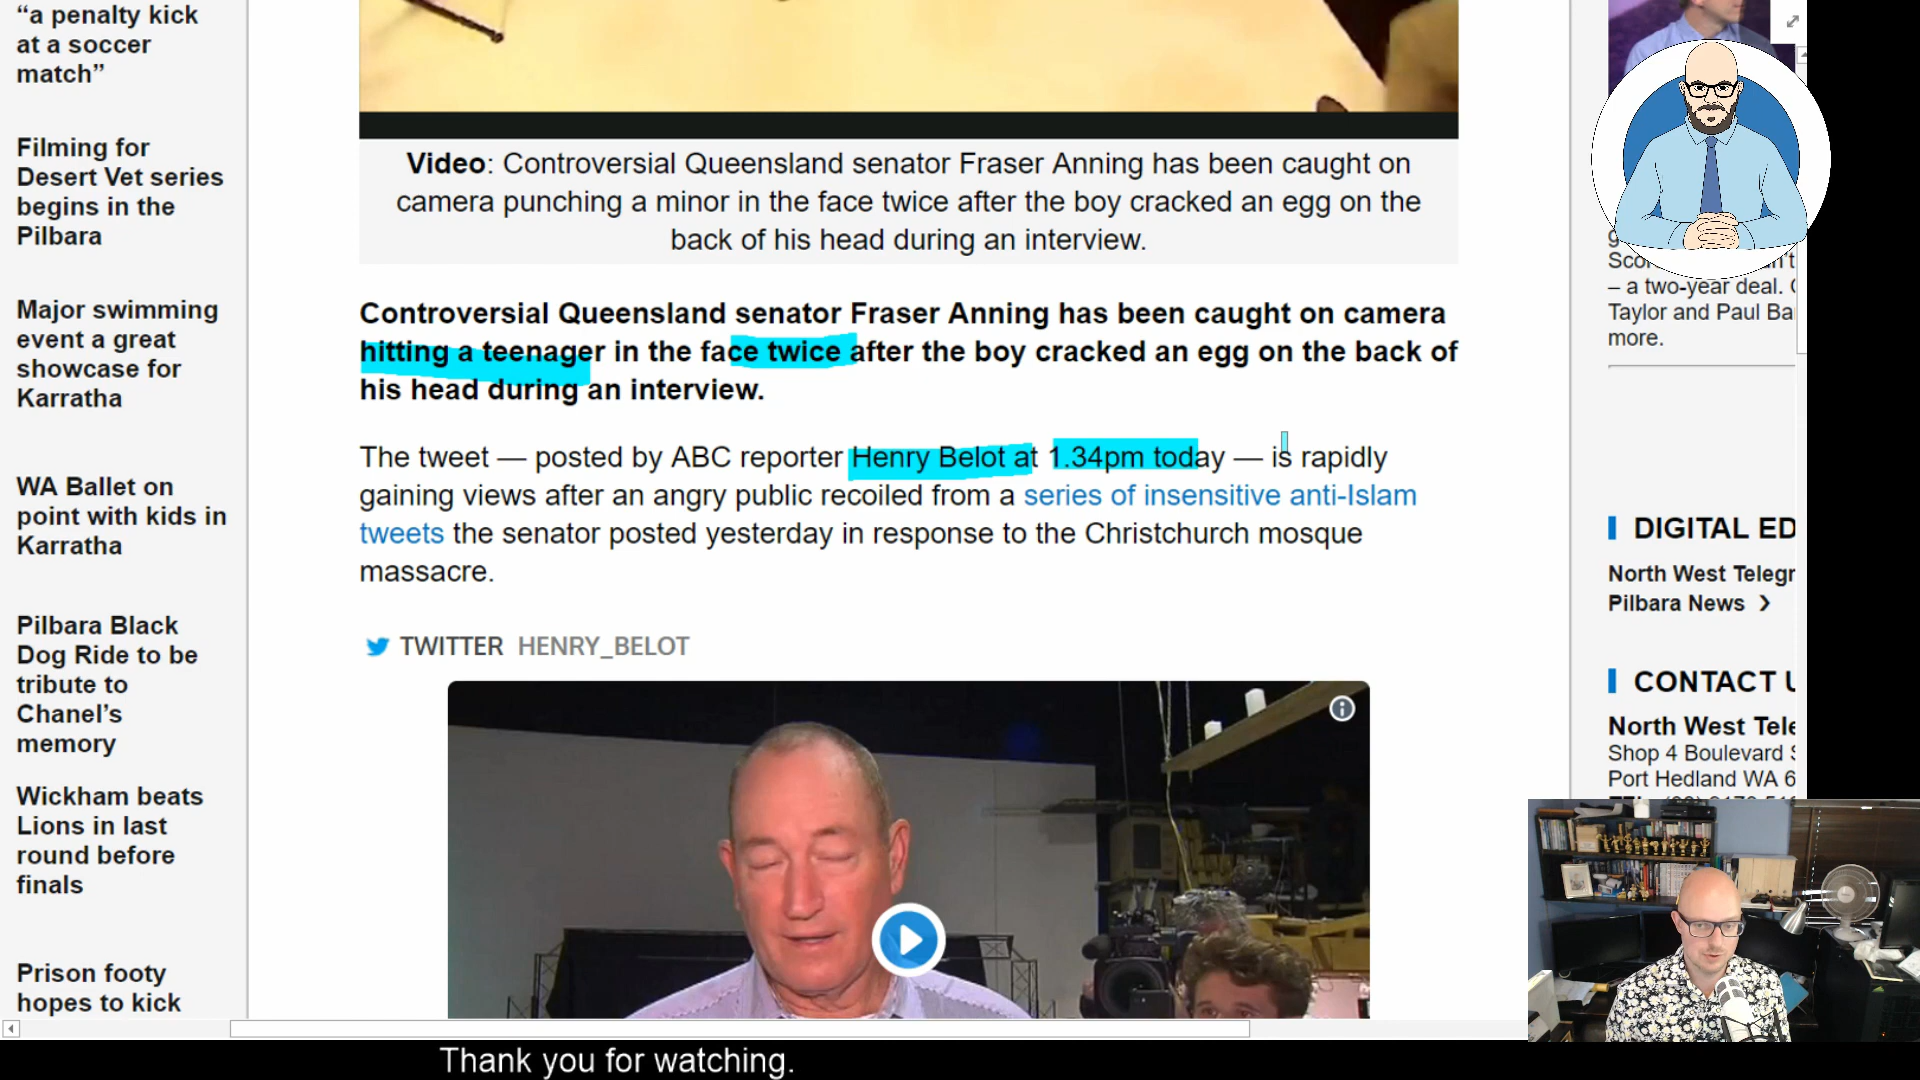 “a penalty kick
at a soccer
match”
Filming for
Desert Vet series
begins in the
Pilbara
Major swimming
event a great
showcase for
Karratha
WA Ballet on
point with kids in
Karratha
Pilbara Black
Dog Ride to be
tribute to
Chanel’s
memory
Wickham beats
Lions in last
round before
finals
Prison footy
hopes to kick
Video: Controversial Queensland senator Fraser Anning has been caught on
camera punching a minor in the face twice after the boy cracked an egg on the
back of his head during an interview.
Controversial Queensland senator Fraser Anning has been caught on camera
hitting a teenager in the face twice after the boy cracked an egg on the back of
his head during an interview.
The tweet — posted by ABC reporter Henry Belot at 1.34pm today — is rapidly
gaining views after an angry public recoiled from a series of insensitive anti-Islam
tweets the senator posted yesterday in response to the Christchurch mosque
massacre.
TWITTER HENRY_BELOT
– a two-year deal.
Taylor and Paul Ba
more.
DIGITAL ED
North West Telegr
Pilbara News
CONTACT U
North West Tele
Shop 4 Boulevard S
Port Hedland WA 6
Thank you for watching.